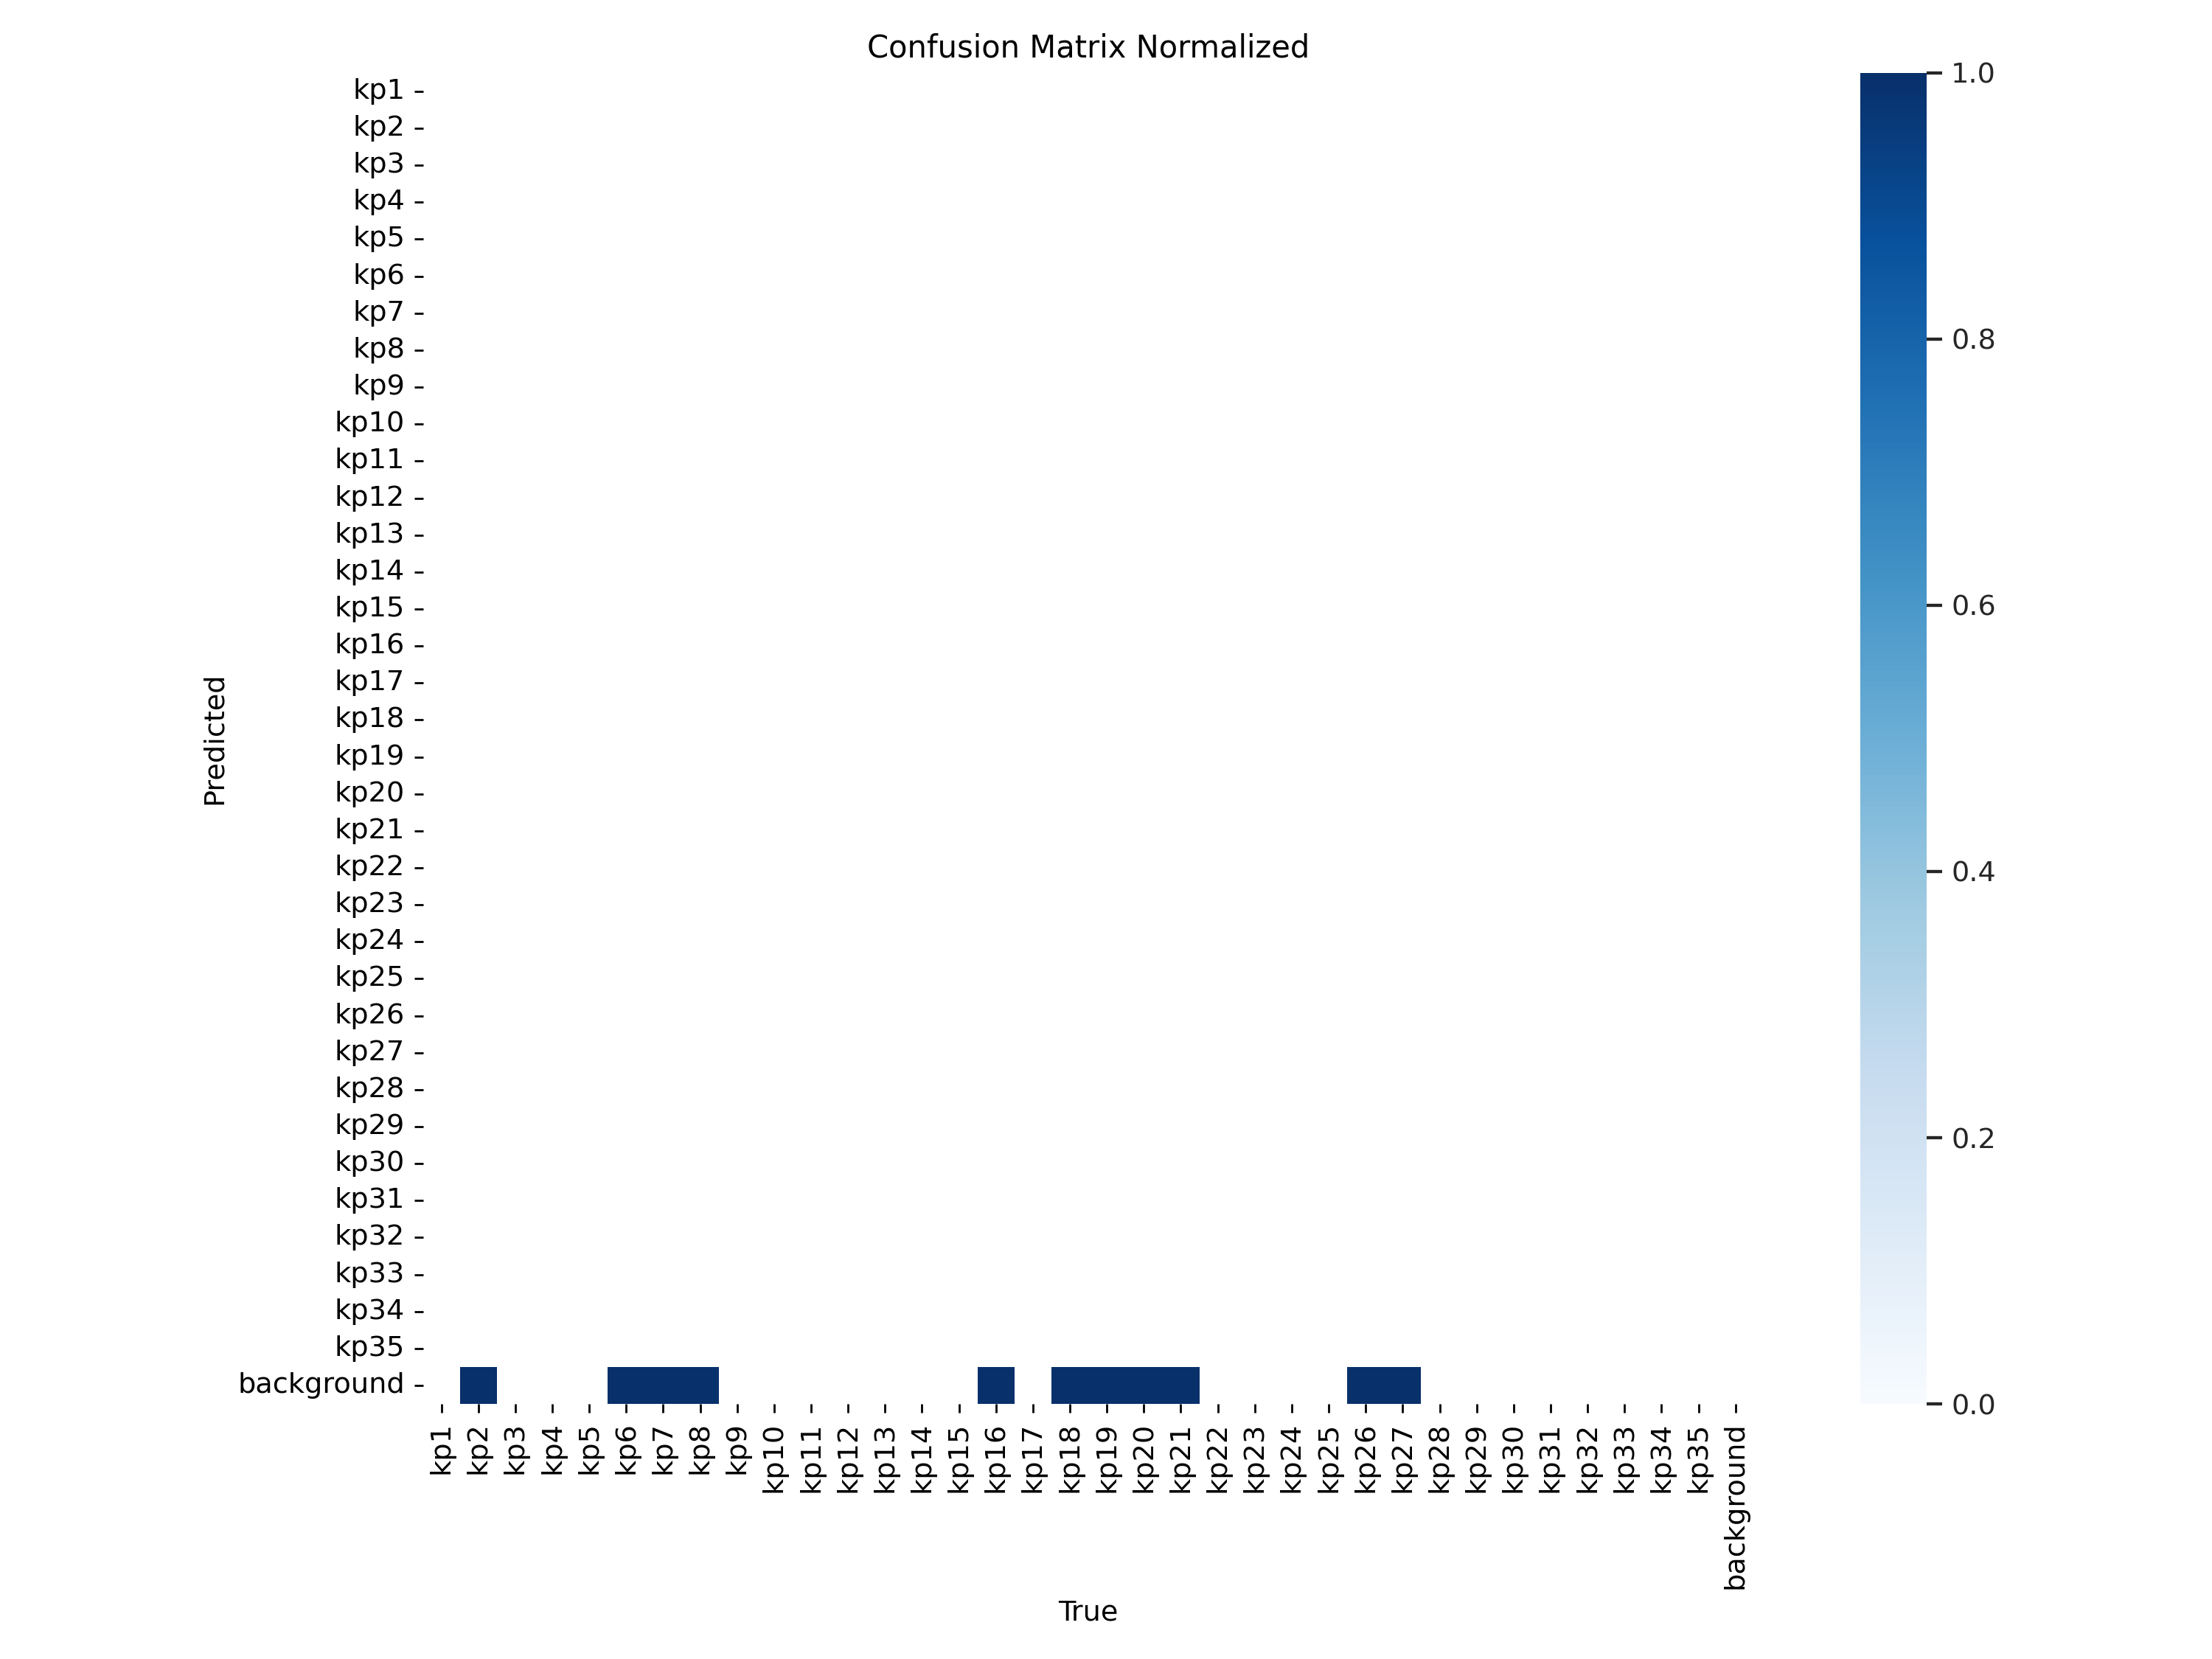 Confusion Matrix Normalized
kp1
kp2
kp3
kp4
kp5
kp6
kp7
kp8
kp9
kp10
kp11
kp12
kp13
kp14
kp15
kp16
kp17
kp18
kp19
kp20
kp21
kp22
kp23
kp24
kp25
kp26
kp27
kp28
kp29
kp30
kp31
kp32
kp33
kp34
kp35
background
Predicted
kp1
kp2
kp3
kp4
kp5
kp6
kp7
kp8
kp9
kp10
kp11
kp12
kp13
kp14
kp15
kp16
kp17
kp18
kp19
kp20
kp21
kp22
kp23
kp24
kp25
kp26
kp27
kp28
kp29
kp30
kp31
kp32
kp33
kp34
kp35
background
True
1.0
0.8
0.6
0.4
0.2
0.0